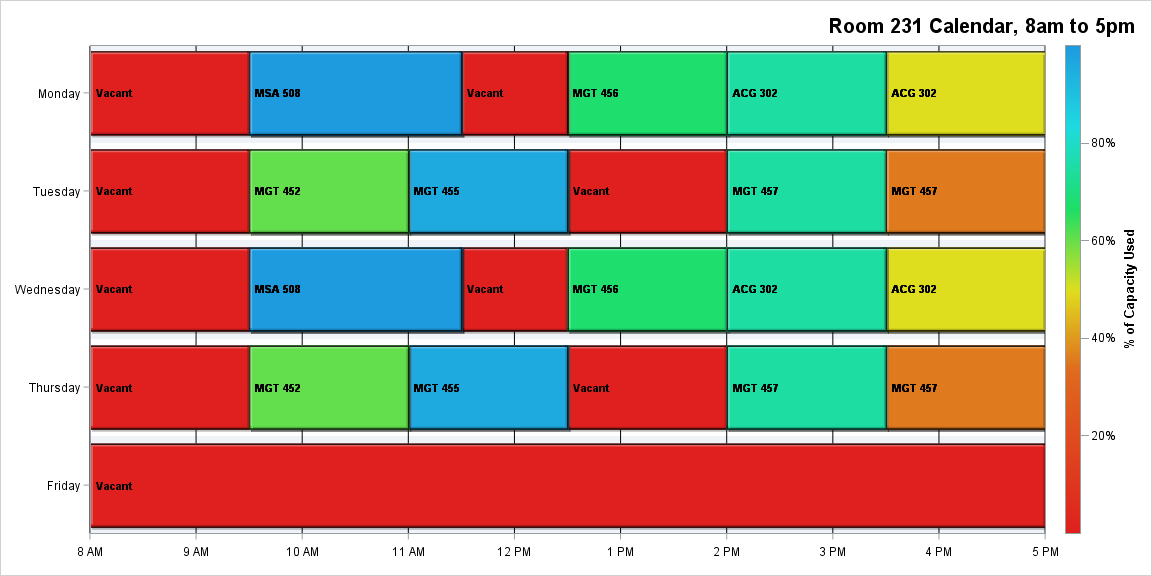 Room 231 Calendar, 8am to 5pm
Monday
Vacant
MSA 508
Vacant
MGT 456
ACG 302
ACG 302
Tuesday
Vacant
MGT 452
MGT 455
Vacant
MGT 457
MGT 457
Wednesday
Vacant
MSA 508
Vacant
MGT 456
ACG 302
ACG 302
Thursday
Vacant
MGT 452
MGT 455
Vacant
MGT 457
MGT 457
Friday
Vacant
8 AM
9 AM
10 AM
11 AM
12 PM
1 PM
2 PM
3 PM
4 PM
5 PM
80%
60%
40%
20%
% of Capacity Used